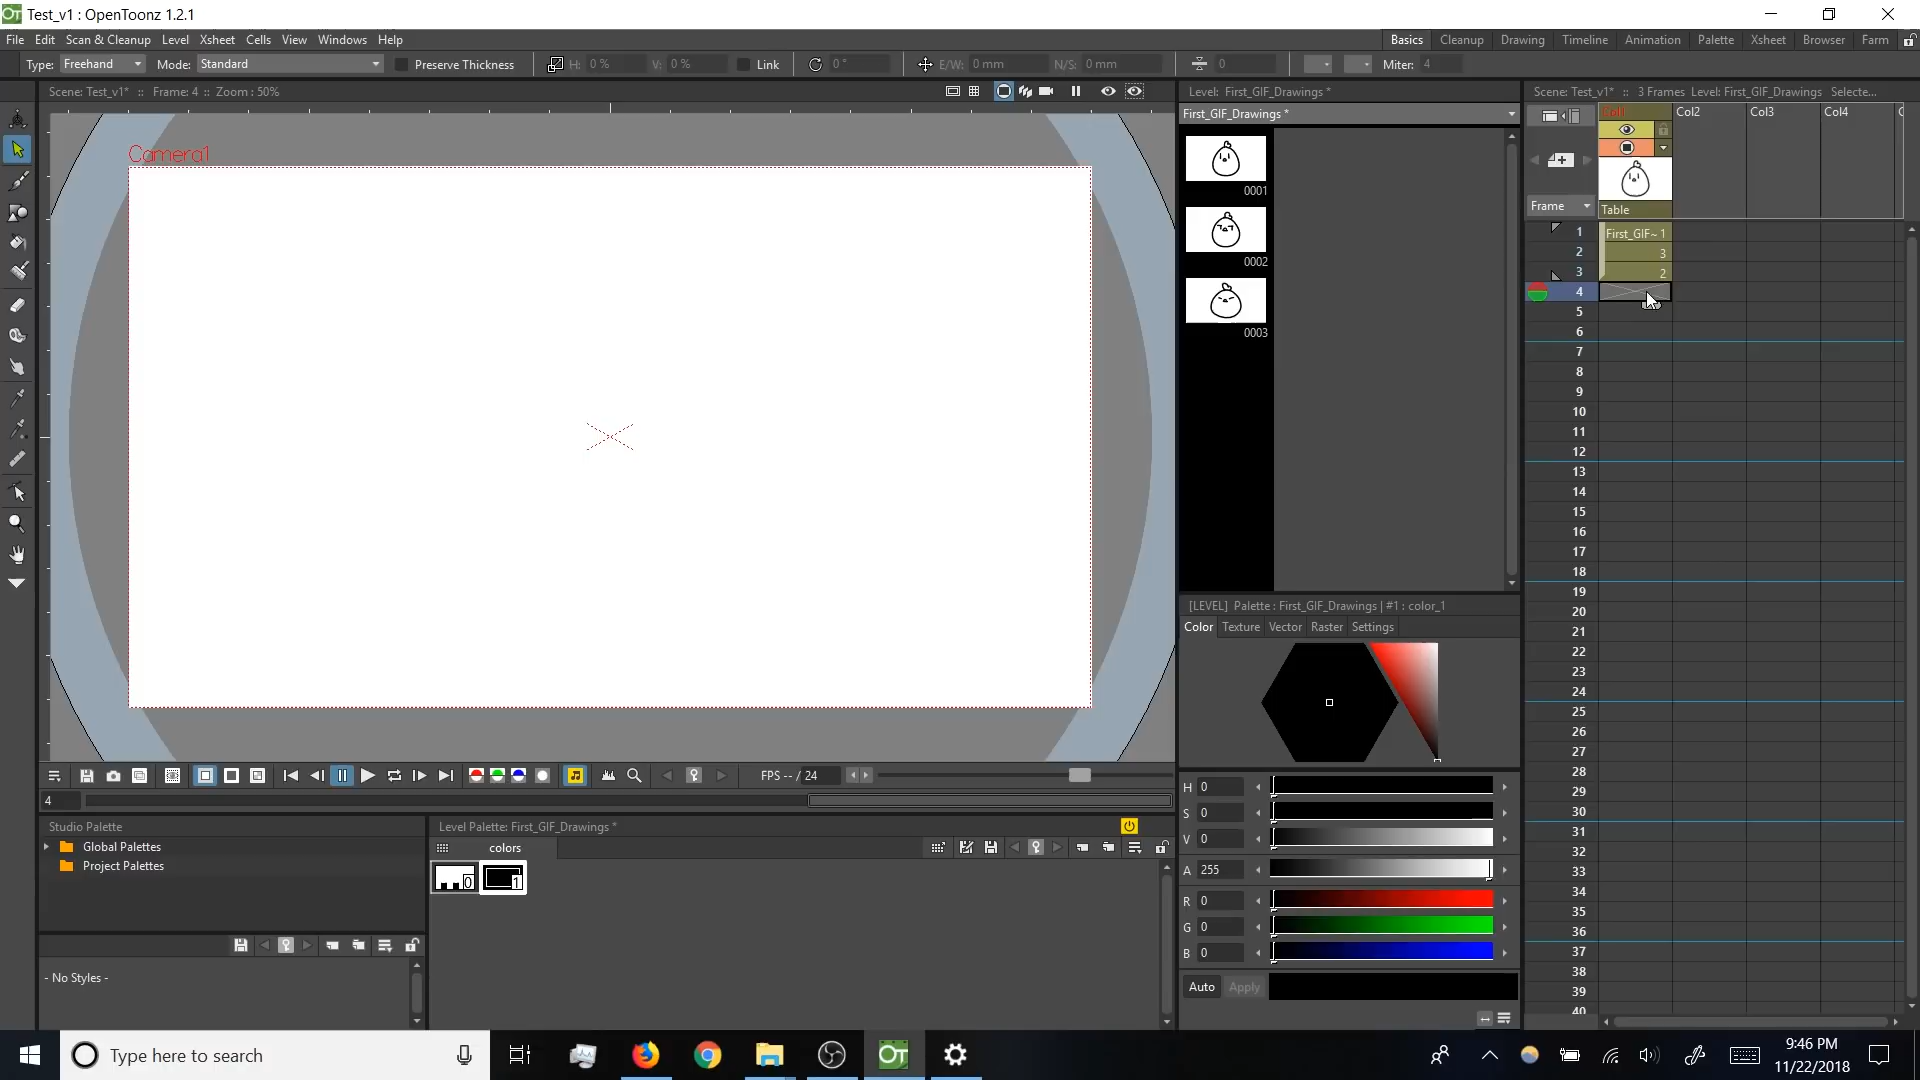 Test_v1 : OpenToonz 1.2.1
File Edit Scan & Cleanup Level Xsheet Cells View Windows Help
Basics Cleanup Drawing Timeline Animation Palette Xsheet Browser Farm
Type: Freehand Mode: Standard Preserve Thickness H: 0 % V: 0 % Link 0 ° E/W: 0 mm N/S: 0 mm 0 Miter: 4
Scene: Test_v1* :: Frame: 4 :: Zoom : 50%
Camera1
Level: First_GIF_Drawings *
First_GIF_Drawings *
0001
0002
0003
Scene: Test_v1* :: 3 Frames Level: First_GIF_Drawings Selecte...
Col1 Col2 Col3 Col4
Frame
Table
1 First_GIF~ 1
2 3
3 2
4
5
6
7
8
9
10
11
12
13
14
15
16
17
18
19
20
21
22
23
24
25
26
27
28
29
30
31
32
33
34
35
36
37
38
39
40
[LEVEL] Palette : First_GIF_Drawings | #1 : color_1
Color Texture Vector Raster Settings
H 0
S 0
V 0
A 255
R 0
G 0
B 0
Auto Apply
FPS -- / 24
4
Studio Palette
Global Palettes
Project Palettes
- No Styles -
Level Palette: First_GIF_Drawings *
colors
0 1
Type here to search
OT
9:46 PM
11/22/2018